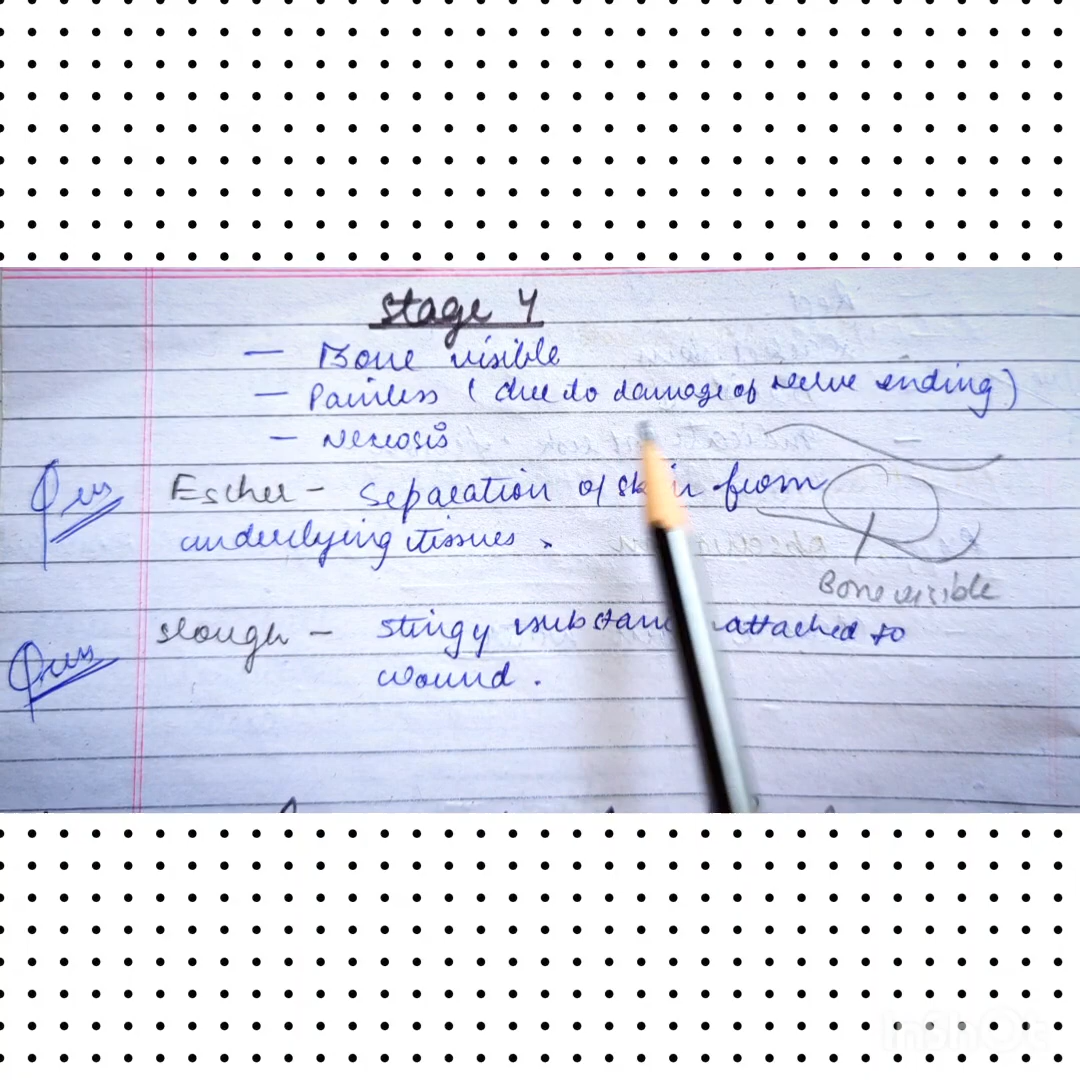 Stage 4
— Bone visible
— Painless (due to damage of nerve ending)
— Necrosis
Ques Escher - Separation of skin from
underlying tissues.
Bone visible
Ques Slough - Stingy substance attached to
wound.
InShot